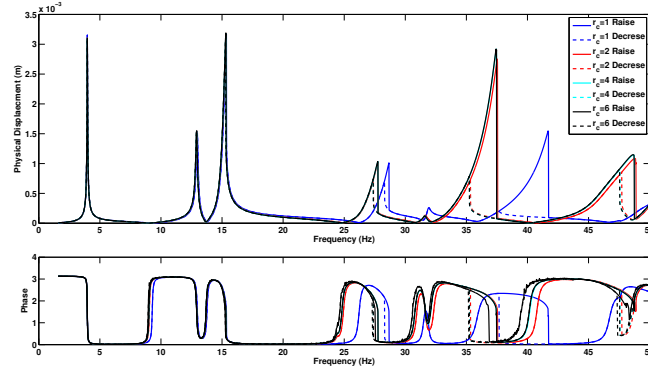 x 10⁻³
3.5
3
2.5
2
1.5
1
0.5
0
Physical Displaecment (m)
0 5 10 15 20 25 30 35 40 45 50
Frequency (Hz)
r_c=1 Raise
r_c=1 Decrese
r_c=2 Raise
r_c=2 Decrese
r_c=4 Raise
r_c=4 Decrese
r_c=6 Raise
r_c=6 Decrese
4
3
2
1
0
Phase
0 5 10 15 20 25 30 35 40 45 50
Frequency (Hz)